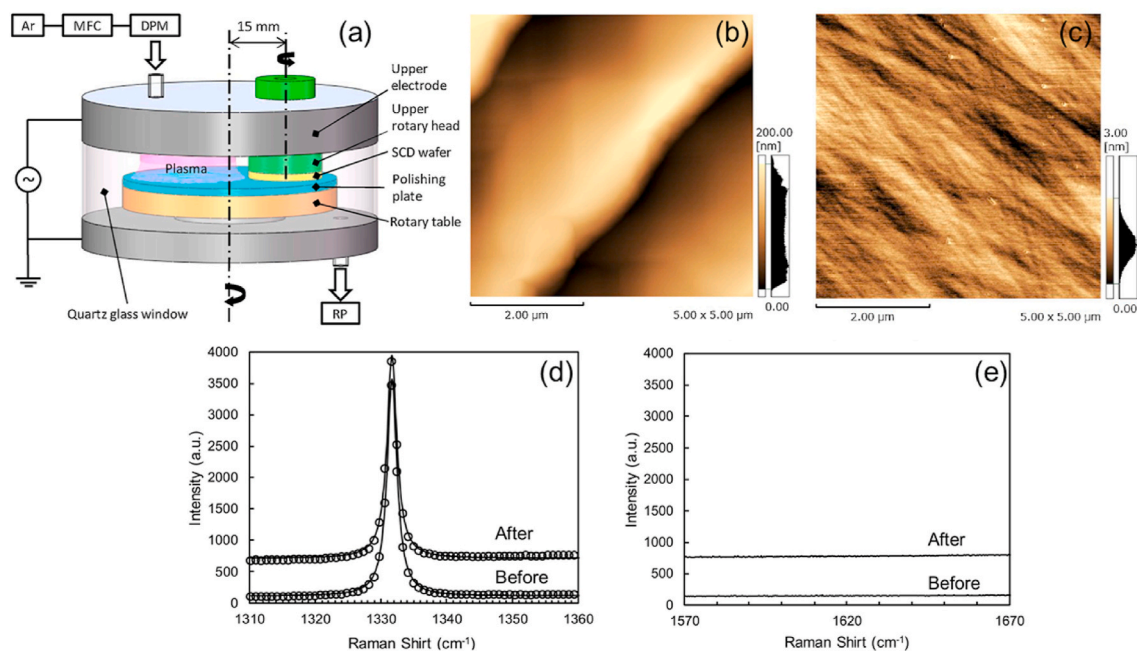 Ar
MFC
DPM
15 mm
(a)
Upper
electrode
Upper
rotary head
SCD wafer
Polishing
plate
Rotary table
Plasma
Quartz glass window
RP
(b)
200.00
[nm]
0.00
2.00 μm
5.00 x 5.00 μm
(c)
3.00
[nm]
0.00
2.00 μm
5.00 x 5.00 μm
(d)
Intensity (a.u.)
4000
3500
3000
2500
2000
1500
1000
500
0
After
Before
1310
1320
1330
1340
1350
1360
Raman Shirt (cm⁻¹)
(e)
Intensity (a.u.)
4000
3500
3000
2500
2000
1500
1000
500
0
After
Before
1570
1620
1670
Raman Shirt (cm⁻¹)